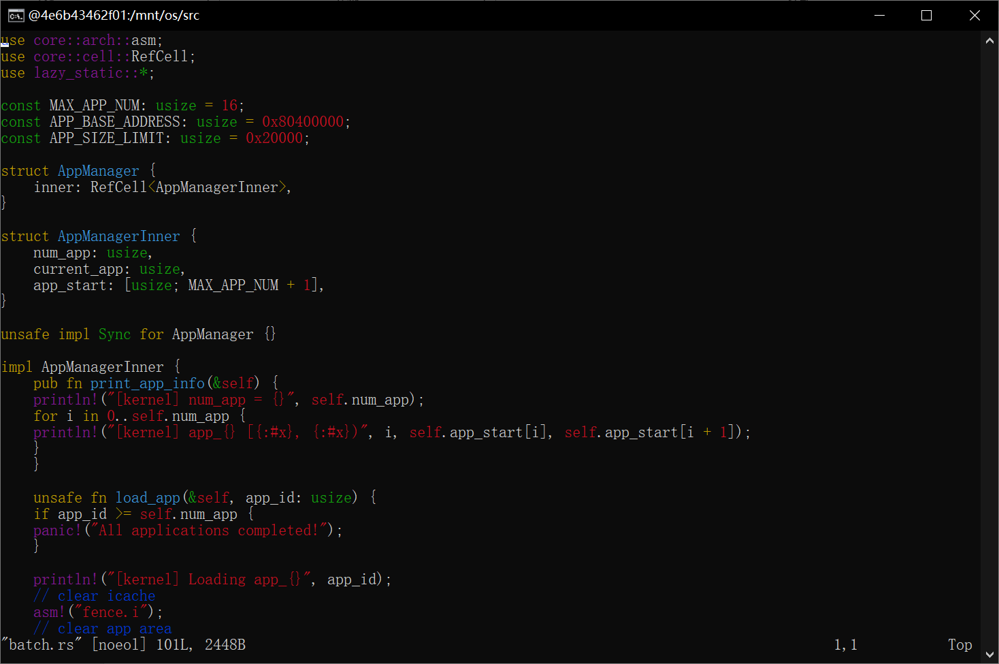 @4e6b43462f01:/mnt/os/src
use core::arch::asm;
use core::cell::RefCell;
use lazy_static::*;

const MAX_APP_NUM: usize = 16;
const APP_BASE_ADDRESS: usize = 0x80400000;
const APP_SIZE_LIMIT: usize = 0x20000;

struct AppManager {
    inner: RefCell<AppManagerInner>,
}

struct AppManagerInner {
    num_app: usize,
    current_app: usize,
    app_start: [usize; MAX_APP_NUM + 1],
}

unsafe impl Sync for AppManager {}

impl AppManagerInner {
    pub fn print_app_info(&self) {
    println!("[kernel] num_app = {}", self.num_app);
    for i in 0..self.num_app {
    println!("[kernel] app_{} [{:#x}, {:#x})", i, self.app_start[i], self.app_start[i + 1]);
    }
    }

    unsafe fn load_app(&self, app_id: usize) {
    if app_id >= self.num_app {
    panic!("All applications completed!");
    }

    println!("[kernel] Loading app_{}", app_id);
    // clear icache
    asm!("fence.i");
    // clear app area
"batch.rs" [noeol] 101L, 2448B 1,1 Top